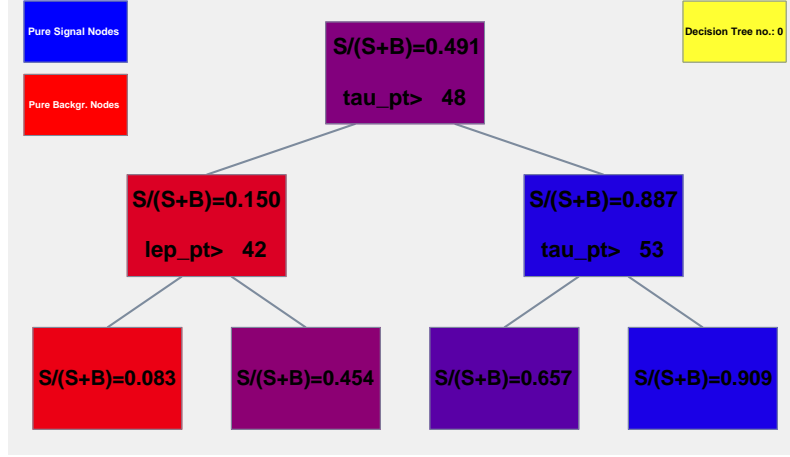 Pure Signal Nodes
Decision Tree no.: 0
S/(S+B)=0.491
tau_pt> 48
Pure Backgr. Nodes
S/(S+B)=0.150
lep_pt> 42
S/(S+B)=0.887
tau_pt> 53
S/(S+B)=0.083
S/(S+B)=0.454
S/(S+B)=0.657
S/(S+B)=0.909